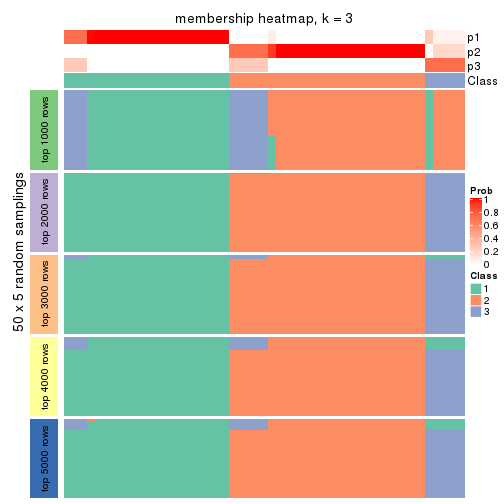 membership heatmap, k = 3
p1
p2
p3
Class
50 x 5 random samplings
top 1000 rows
top 2000 rows
top 3000 rows
top 4000 rows
top 5000 rows
Prob
1
0.8
0.6
0.4
0.2
0
Class
1
2
3